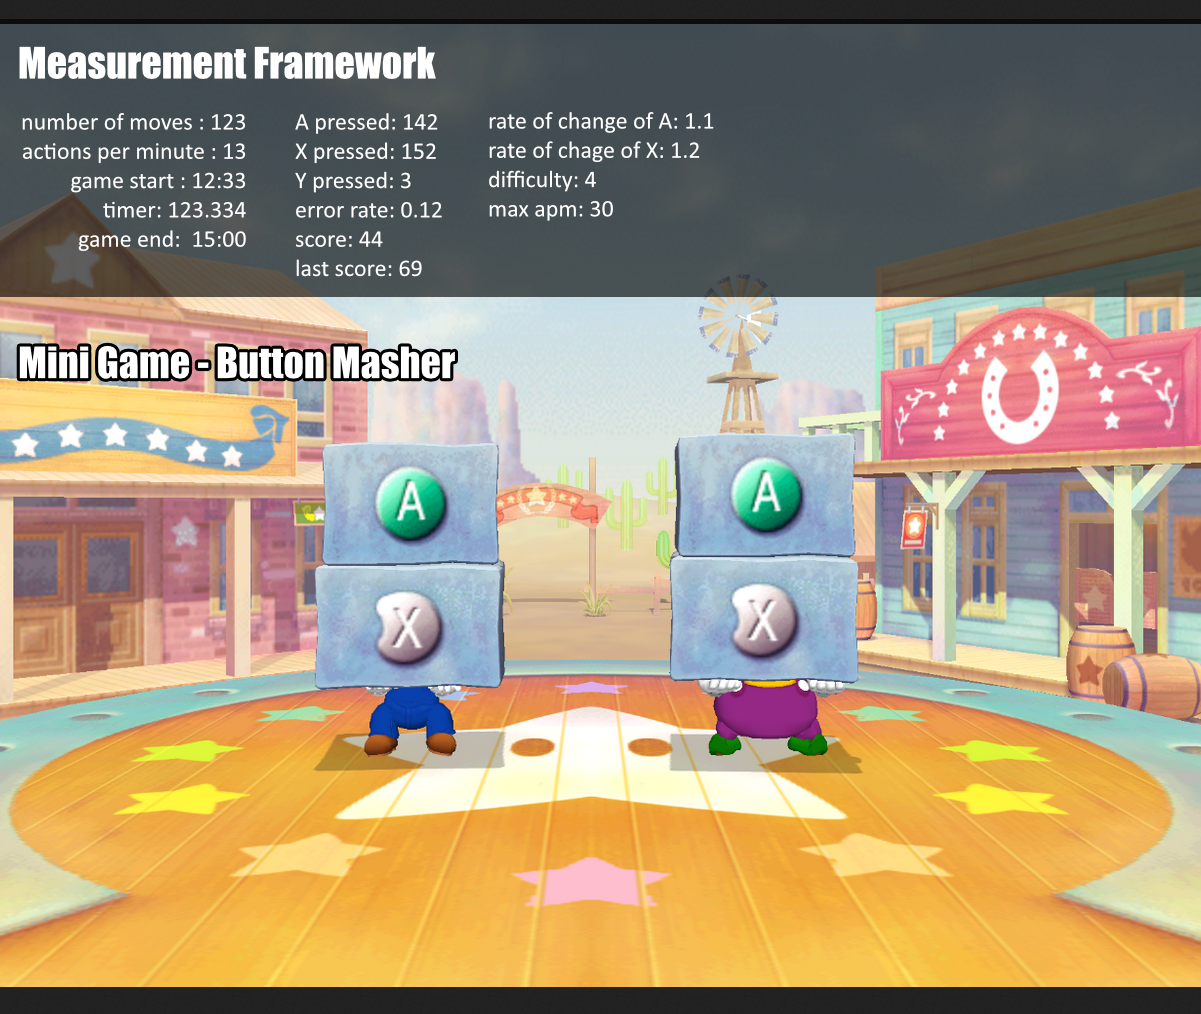 Measurement Framework
number of moves : 123
actions per minute : 13
game start : 12:33
timer: 123.334
game end:  15:00
A pressed: 142
X pressed: 152
Y pressed: 3
error rate: 0.12
score: 44
last score: 69
rate of change of A: 1.1
rate of chage of X: 1.2
difficulty: 4
max apm: 30
Mini Game - Button Masher
A
A
X
X